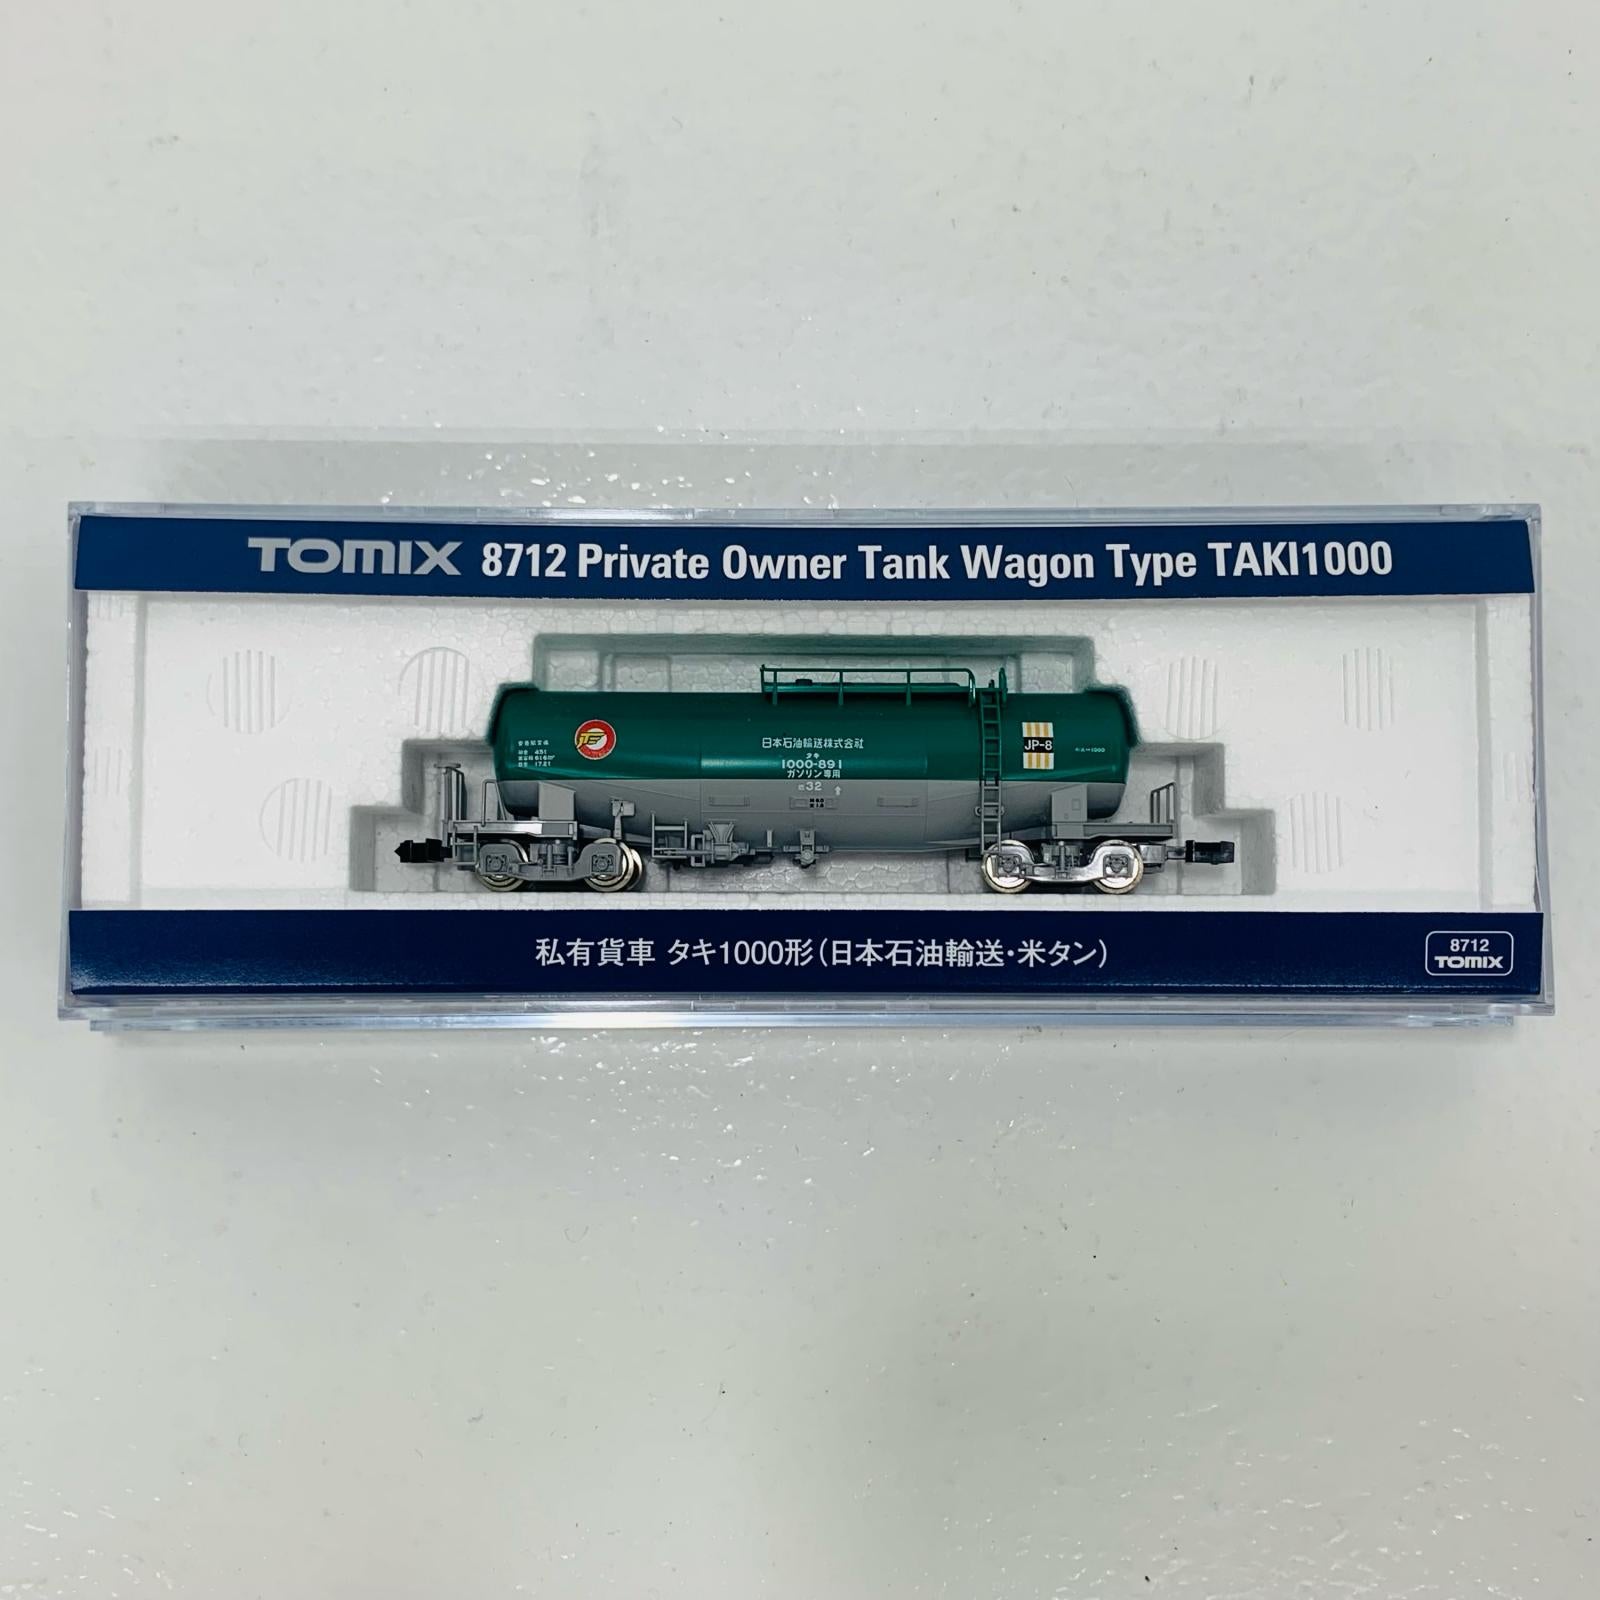 TOMIX 8712 Private Owner Tank Wagon Type TAKI1000
日本石油輸送株式会社
タキ
1000-891
ガソリン専用
32
JP-8
私有貨車 タキ1000形(日本石油輸送・米タン)
8712
TOMIX